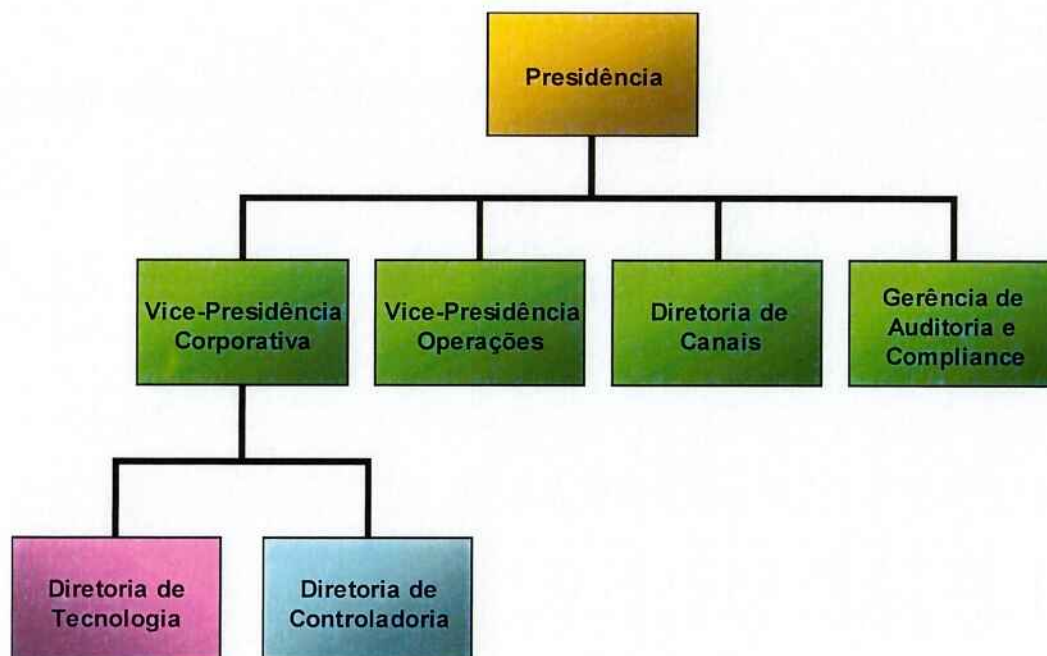 Presidência
Vice-Presidência
Corporativa
Vice-Presidência
Operações
Diretoria de
Canais
Gerência de
Auditoria e
Compliance
Diretoria de
Tecnologia
Diretoria de
Controladoria